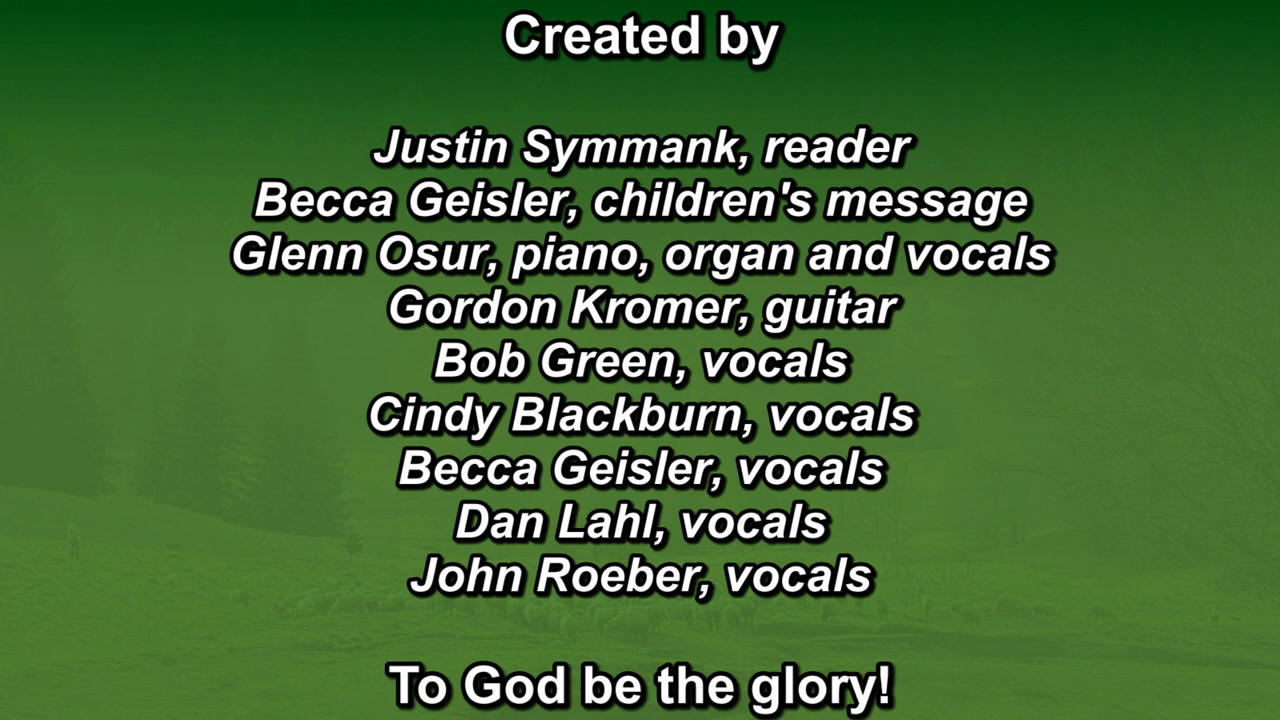 Created by
Justin Symmank, reader
Becca Geisler, children's message
Glenn Osur, piano, organ and vocals
Gordon Kromer, guitar
Bob Green, vocals
Cindy Blackburn, vocals
Becca Geisler, vocals
Dan Lahl, vocals
John Roeber, vocals
To God be the glory!